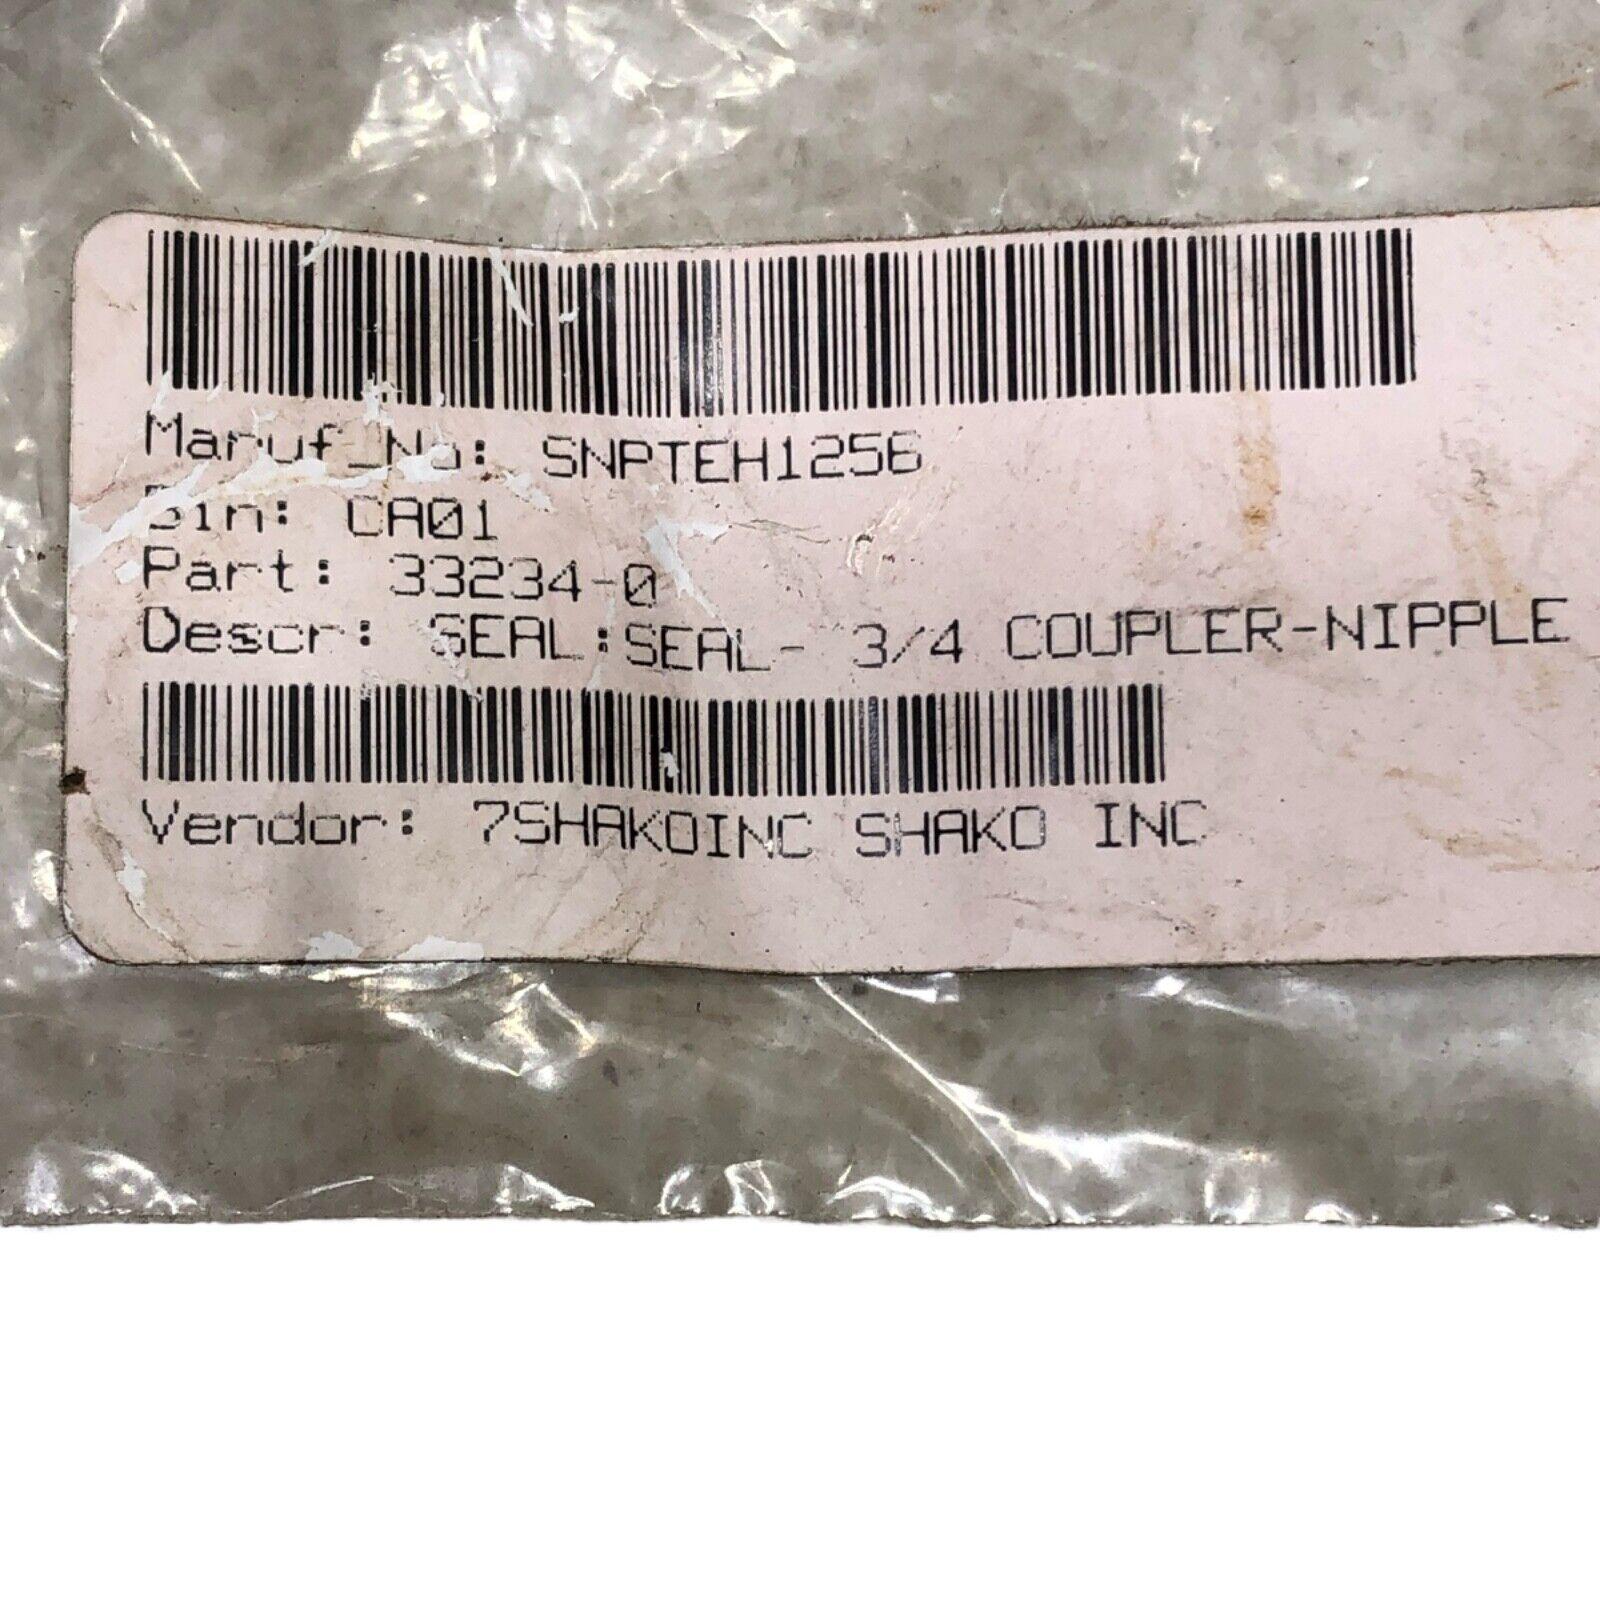 Manuf_No: SNPTEH1256
Bin: CA01
Part: 33234-0
Descr: SEAL:SEAL- 3/4 COUPLER-NIPPLE
Vendor: 7SHAKOINC SHAKO INC